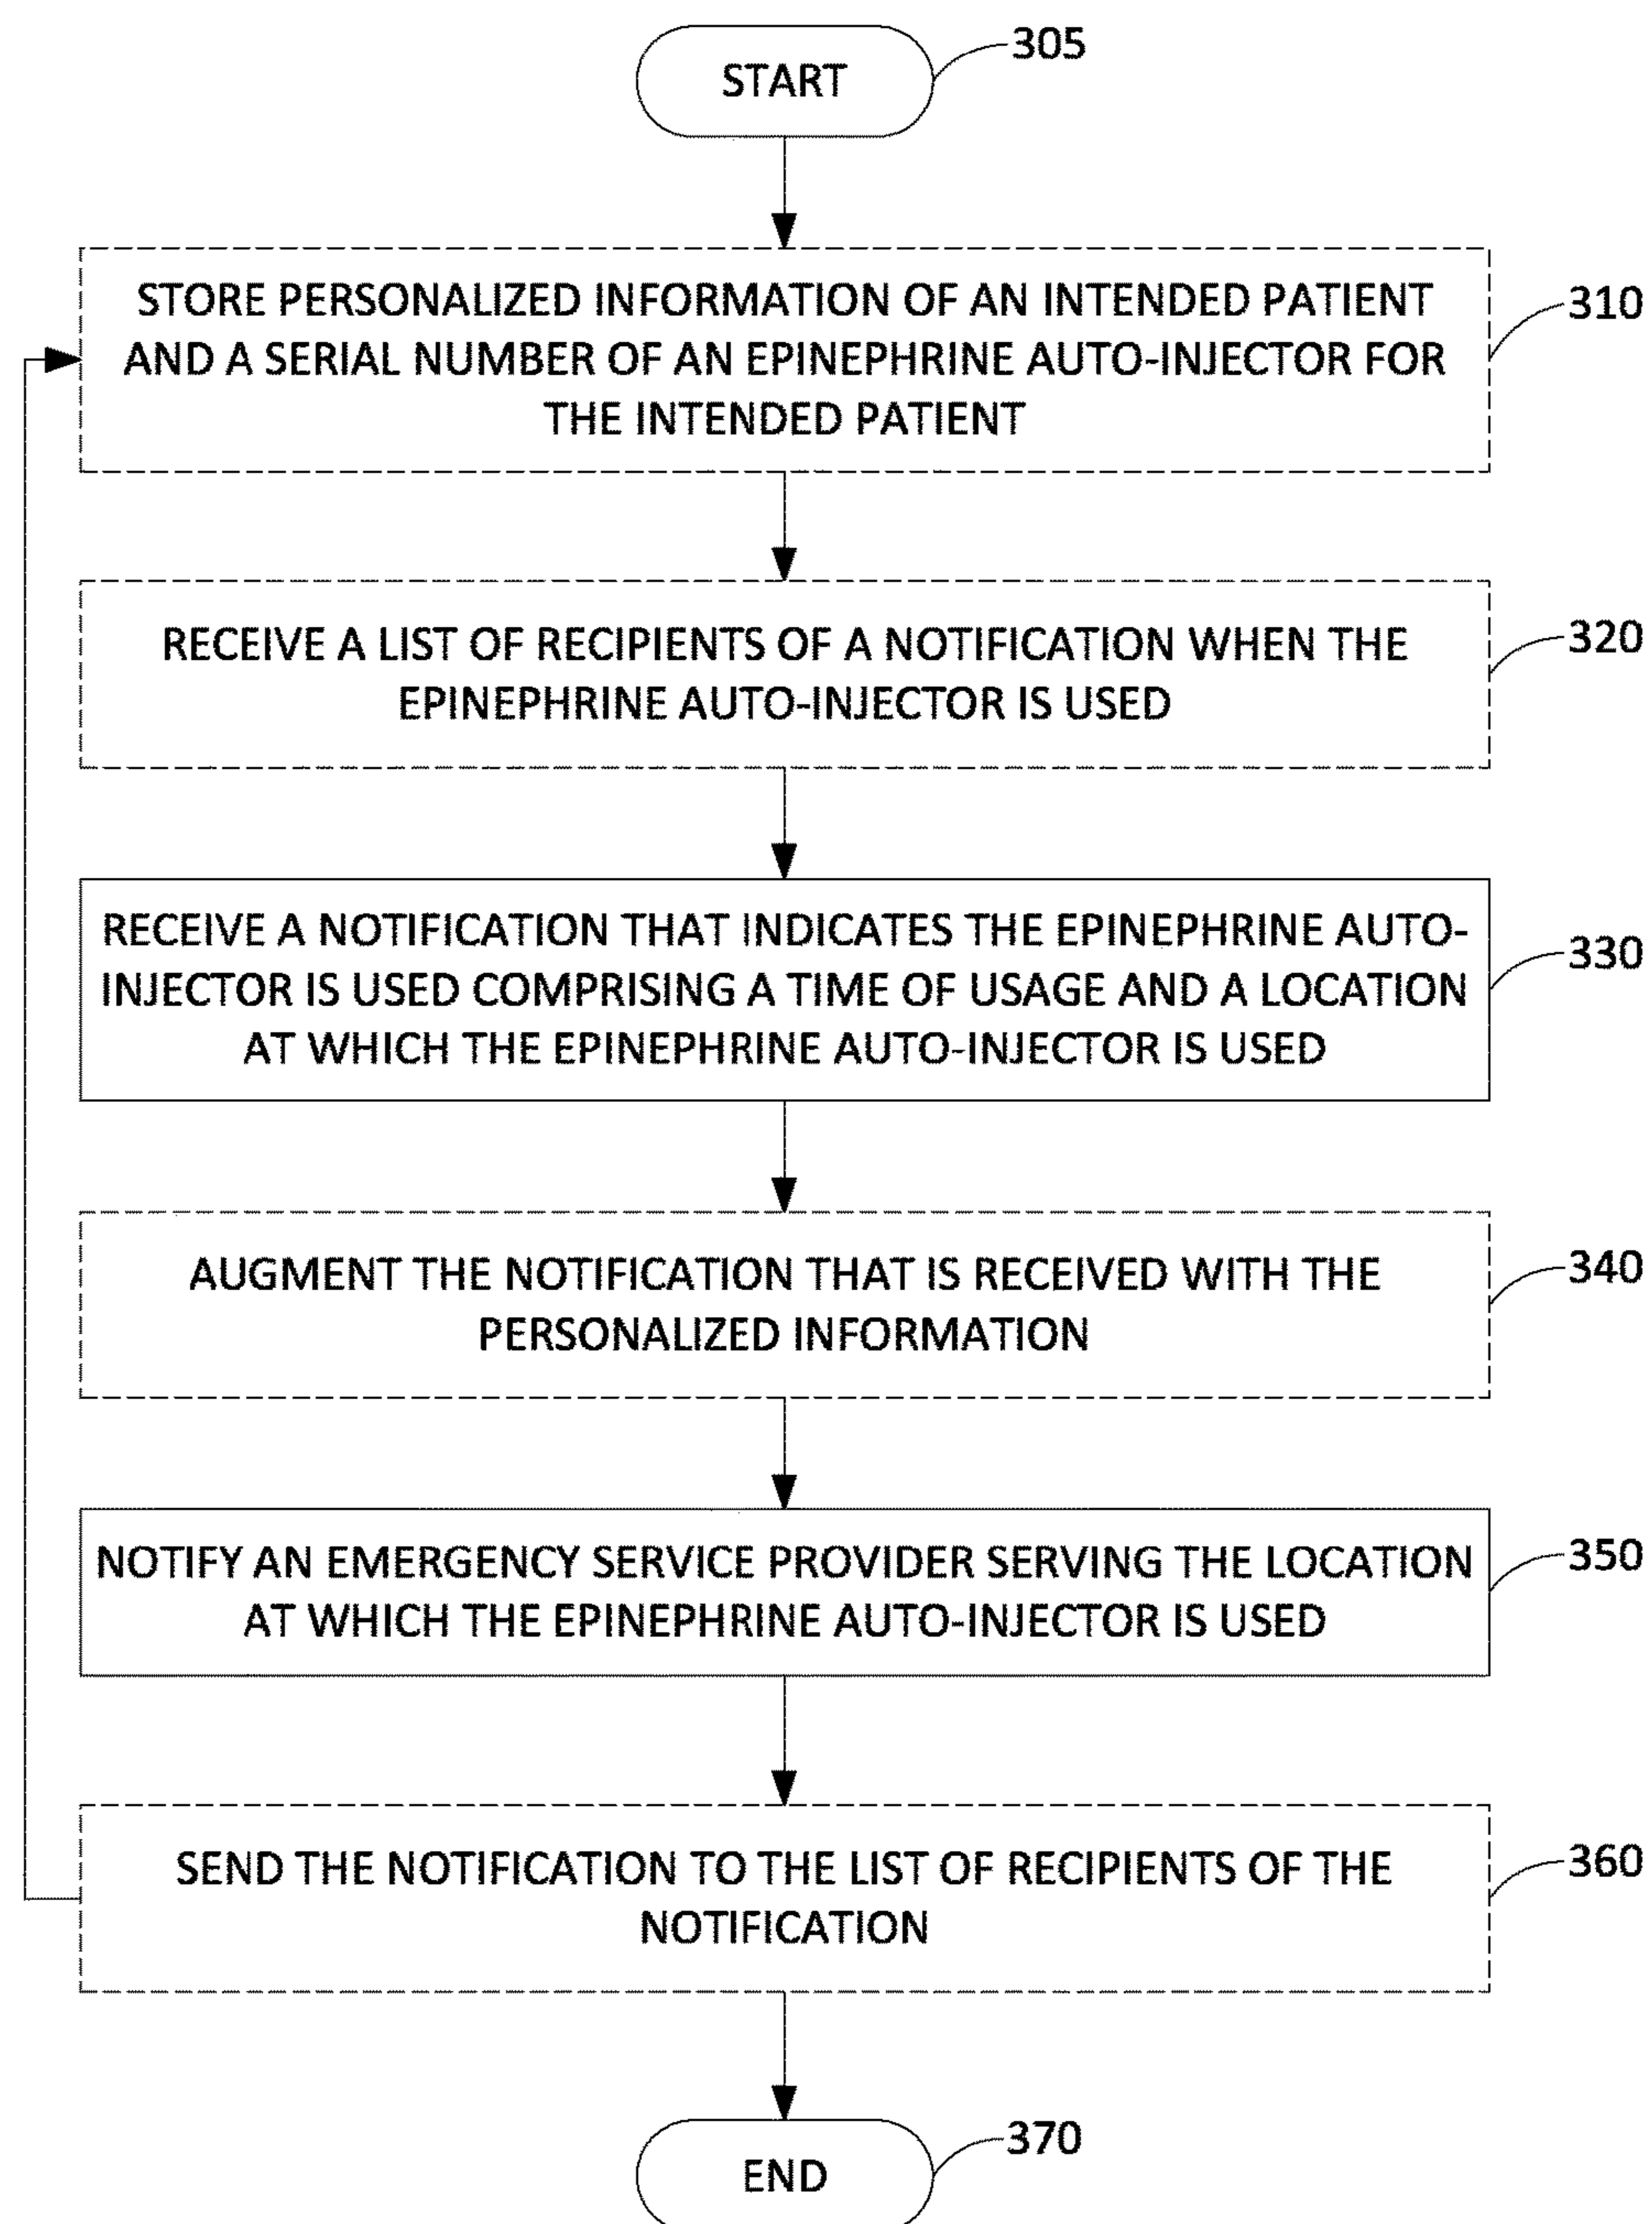 START
305
STORE PERSONALIZED INFORMATION OF AN INTENDED PATIENT
AND A SERIAL NUMBER OF AN EPINEPHRINE AUTO-INJECTOR FOR
THE INTENDED PATIENT
310
RECEIVE A LIST OF RECIPIENTS OF A NOTIFICATION WHEN THE
EPINEPHRINE AUTO-INJECTOR IS USED
320
RECEIVE A NOTIFICATION THAT INDICATES THE EPINEPHRINE AUTO-
INJECTOR IS USED COMPRISING A TIME OF USAGE AND A LOCATION
AT WHICH THE EPINEPHRINE AUTO-INJECTOR IS USED
330
AUGMENT THE NOTIFICATION THAT IS RECEIVED WITH THE
PERSONALIZED INFORMATION
340
NOTIFY AN EMERGENCY SERVICE PROVIDER SERVING THE LOCATION
AT WHICH THE EPINEPHRINE AUTO-INJECTOR IS USED
350
SEND THE NOTIFICATION TO THE LIST OF RECIPIENTS OF THE
NOTIFICATION
360
END
370